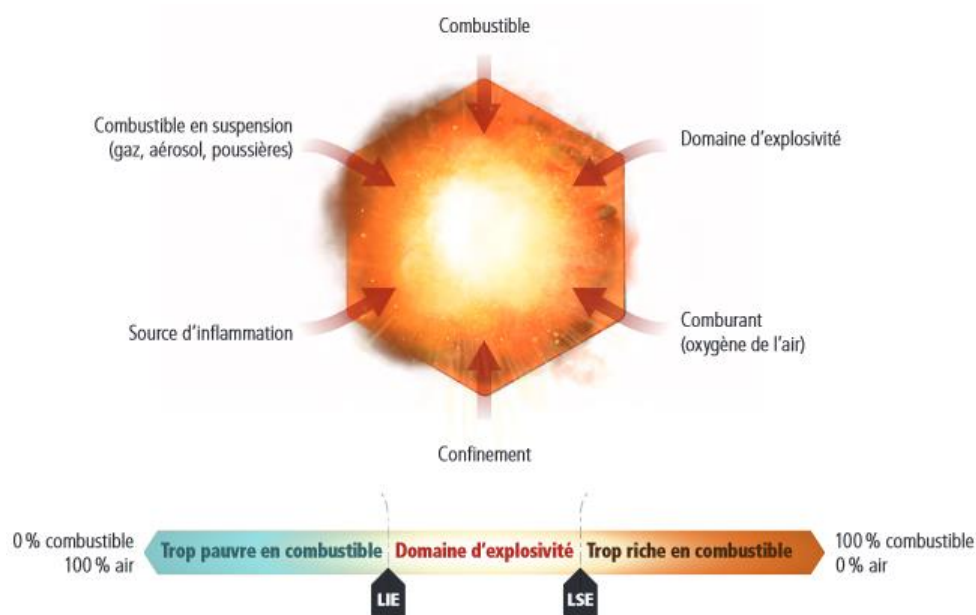 Combustible
Combustible en suspension
(gaz, aérosol, poussières)
Domaine d’explosivité
Source d’inflammation
Comburant
(oxygène de l’air)
Confinement
0 % combustible
100 % air
Trop pauvre en combustible
Domaine d’explosivité
Trop riche en combustible
100 % combustible
0 % air
LIE
LSE